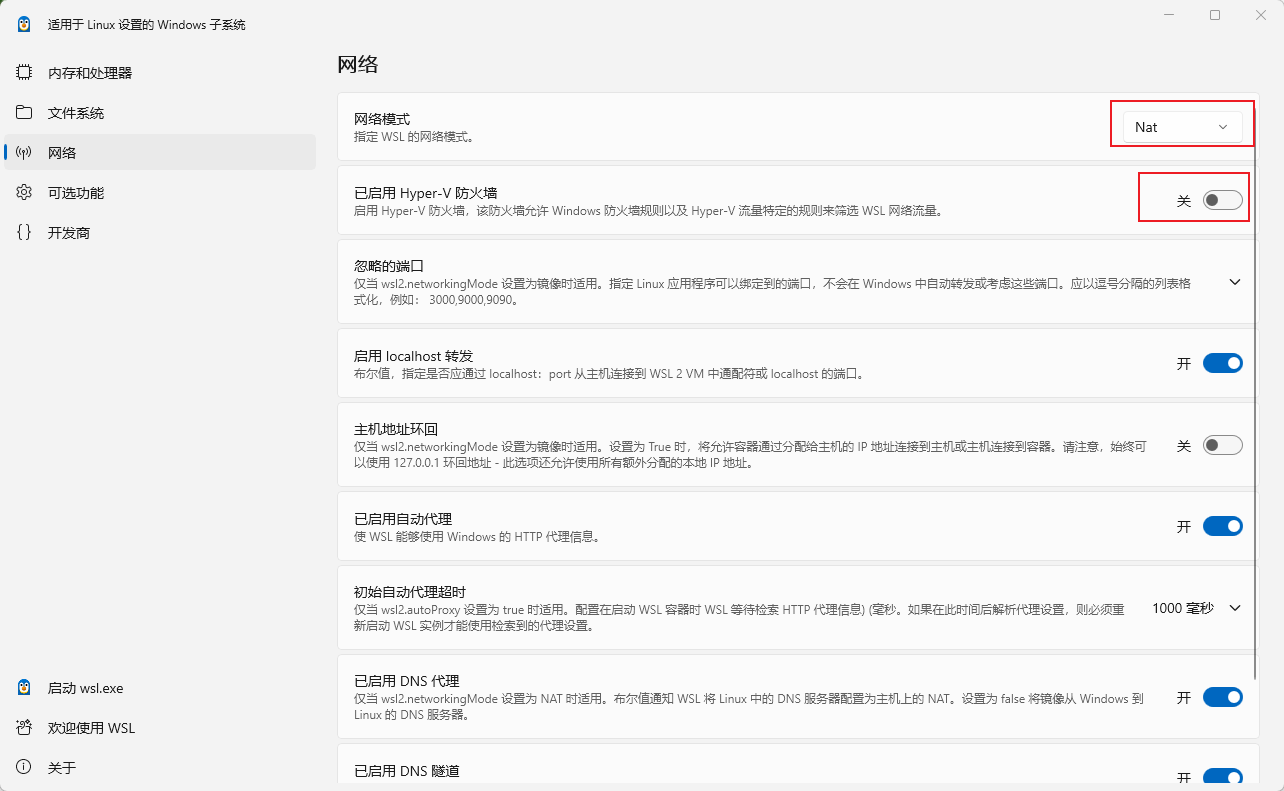 适用于 Linux 设置的 Windows 子系统
内存和处理器
文件系统
网络
可选功能
开发商
启动 wsl.exe
欢迎使用 WSL
关于
网络
网络模式
指定 WSL 的网络模式。
Nat
已启用 Hyper-V 防火墙
启用 Hyper-V 防火墙，该防火墙允许 Windows 防火墙规则以及 Hyper-V 流量特定的规则来筛选 WSL 网络流量。
关
忽略的端口
仅当 wsl2.networkingMode 设置为镜像时适用。指定 Linux 应用程序可以绑定到的端口，不会在 Windows 中自动转发或考虑这些端口。应以逗号分隔的列表格
式化，例如： 3000,9000,9090。
启用 localhost 转发
布尔值，指定是否应通过 localhost：port 从主机连接到 WSL 2 VM 中通配符或 localhost 的端口。
开
主机地址环回
仅当 wsl2.networkingMode 设置为镜像时适用。设置为 True 时，将允许容器通过分配给主机的 IP 地址连接到主机或主机连接到容器。请注意，始终可
以使用 127.0.0.1 环回地址 - 此选项还允许使用所有额外分配的本地 IP 地址。
关
已启用自动代理
使 WSL 能够使用 Windows 的 HTTP 代理信息。
开
初始自动代理超时
仅当 wsl2.autoProxy 设置为 true 时适用。配置在启动 WSL 容器时 WSL 等待检索 HTTP 代理信息) (毫秒。如果在此时间后解析代理设置，则必须重
新启动 WSL 实例才能使用检索到的代理设置。
1000 毫秒
已启用 DNS 代理
仅当 wsl2.networkingMode 设置为 NAT 时适用。布尔值通知 WSL 将 Linux 中的 DNS 服务器配置为主机上的 NAT。设置为 false 将镜像从 Windows 到
Linux 的 DNS 服务器。
开
已启用 DNS 隧道
开